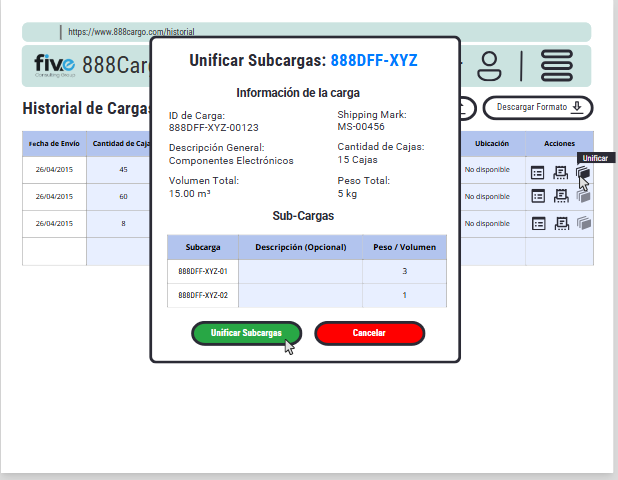 https://www.888cargo.com/historial
five
Consulting Group
888Carg
Historial de Cargas
Descargar Formato
Fecha de Envío
Cantidad de Caja
Ubicación
Acciones
Unificar
26/04/2015
45
No disponible
26/04/2015
60
No disponible
26/04/2015
8
No disponible
Unificar Subcargas: 888DFF-XYZ
Información de la carga
ID de Carga:
888DFF-XYZ-00123
Shipping Mark:
MS-00456
Descripción General:
Componentes Electrónicos
Cantidad de Cajas:
15 Cajas
Volumen Total:
15.00 m³
Peso Total:
5 kg
Sub-Cargas
Subcarga
Descripción (Opcional)
Peso / Volumen
888DFF-XYZ-01
3
888DFF-XYZ-02
1
Unificar Subcargas
Cancelar